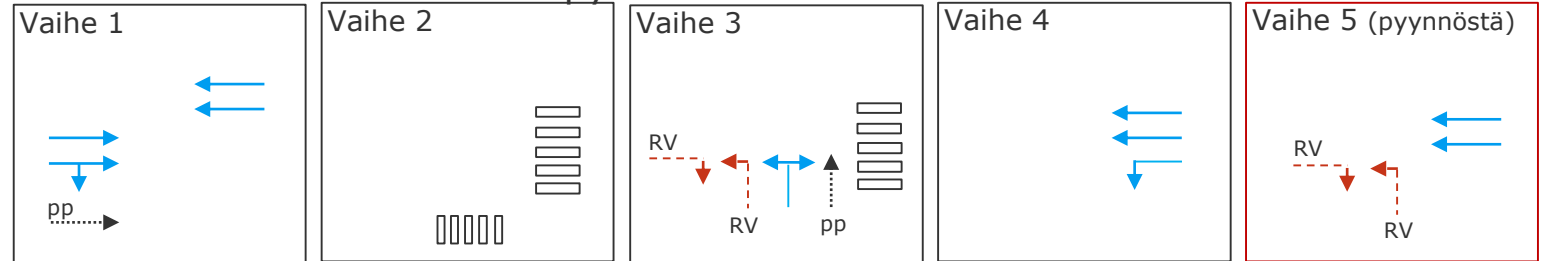 Vaihe 1
pp
Vaihe 2
Vaihe 3
RV
RV
pp
Vaihe 4
Vaihe 5 (pyynnöstä)
RV
RV